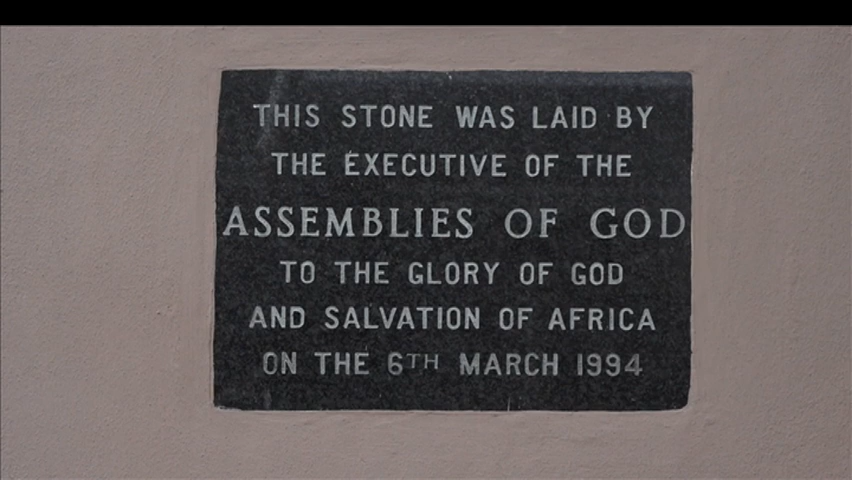 THIS STONE WAS LAID BY
THE EXECUTIVE OF THE
ASSEMBLIES OF GOD
TO THE GLORY OF GOD
AND SALVATION OF AFRICA
ON THE 6TH MARCH 1994